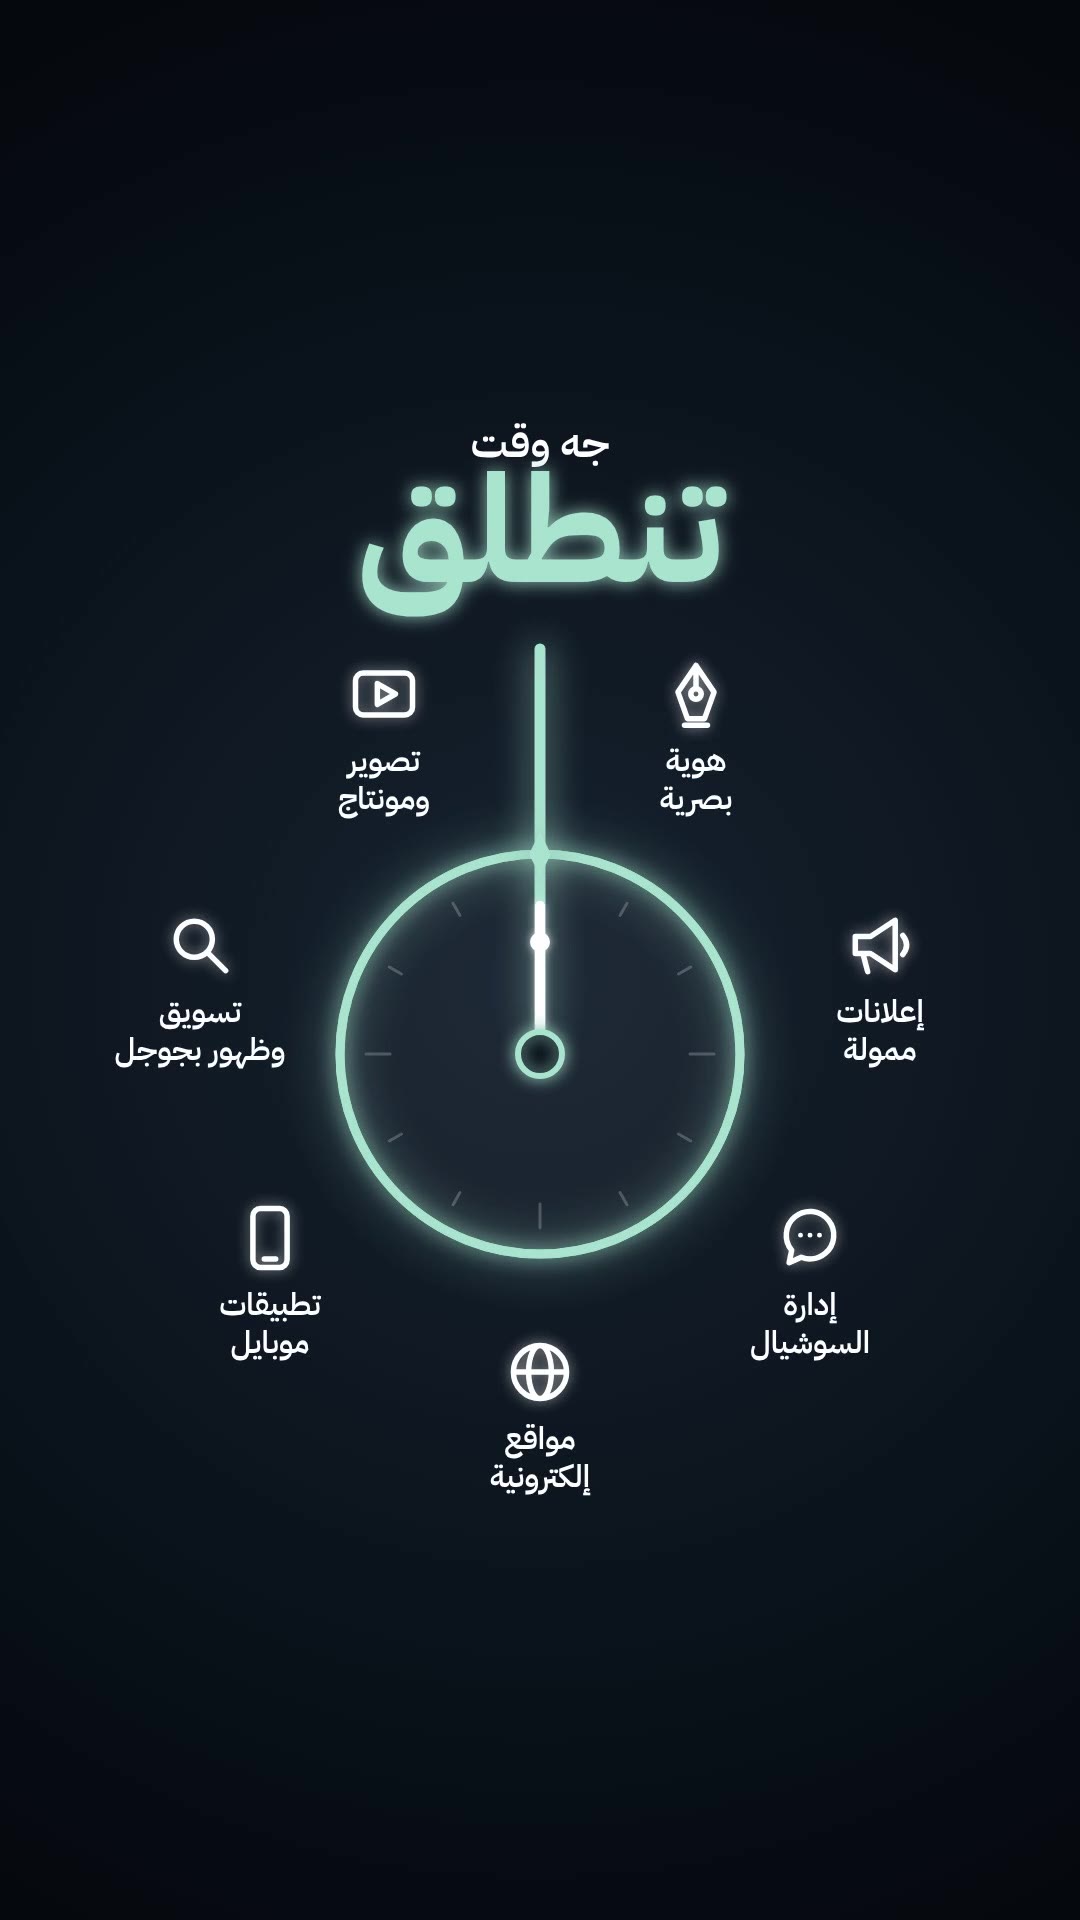 جه وقت
تنطلق
هوية
بصرية
تصوير
ومونتاج
إعلانات
ممولة
تسويق
وظهور بجوجل
إدارة
السوشيال
تطبيقات
موبايل
مواقع
إلكترونية